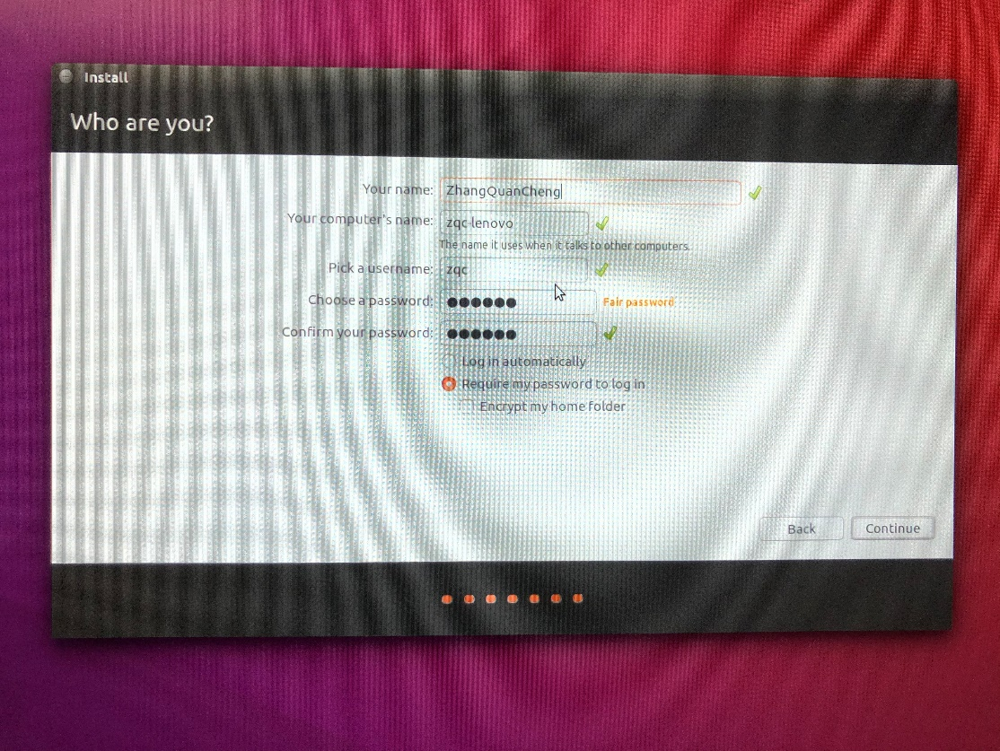 Install
Who are you?
Your name: ZhangQuanCheng
Your computer's name: zqc-lenovo
The name it uses when it talks to other computers.
Pick a username: zqc
Choose a password: ●●●●●● Fair password
Confirm your password: ●●●●●●
Log in automatically
Require my password to log in
Encrypt my home folder
Back Continue